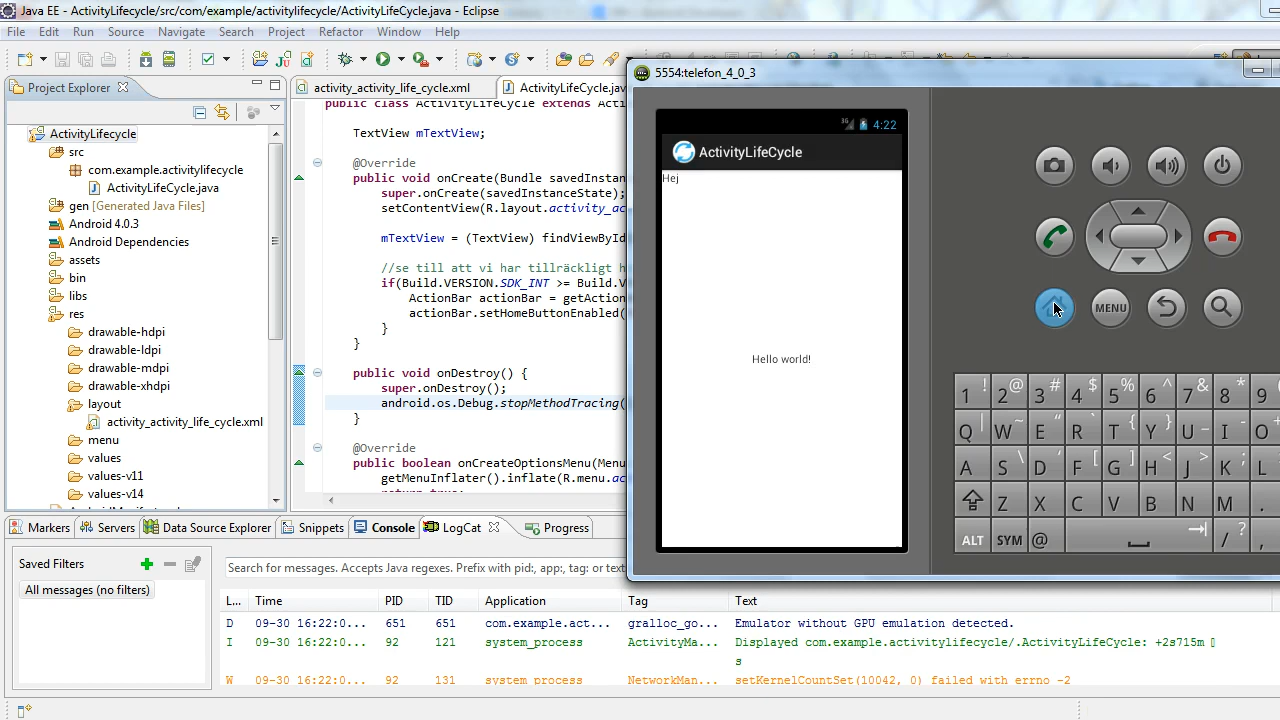 Java EE - ActivityLifecycle/src/com/example/activitylifecycle/ActivityLifeCycle.java - Eclipse
File Edit Run Source Navigate Search Project Refactor Window Help
Project Explorer
ActivityLifecycle
src
com.example.activitylifecycle
ActivityLifeCycle.java
gen [Generated Java Files]
Android 4.0.3
Android Dependencies
assets
bin
libs
res
drawable-hdpi
drawable-ldpi
drawable-mdpi
drawable-xhdpi
layout
activity_activity_life_cycle.xml
menu
values
values-v11
values-v14
activity_activity_life_cycle.xml ActivityLifeCycle.java
public class ActivityLifeCycle extends Acti
TextView mTextView;
@Override
public void onCreate(Bundle savedInstanceS
super.onCreate(savedInstanceState);
setContentView(R.layout.activity_ac
mTextView = (TextView) findViewById
//se till att vi har tillräckligt h
if(Build.VERSION.SDK_INT >= Build.V
ActionBar actionBar = getAction
actionBar.setHomeButtonEnabled(
}
}
public void onDestroy() {
super.onDestroy();
android.os.Debug.stopMethodTracing(
}
@Override
public boolean onCreateOptionsMenu(Menu
getMenuInflater().inflate(R.menu.ac
5554:telefon_4_0_3
3G 4:22
ActivityLifeCycle
Hej
Hello world!
MENU
1 ! 2 @ 3 # 4 $ 5 % 6 ^ 7 & 8 * 9 (
Q | W ~ E “ R ` T { Y } U _ I - O +
A S \ D ' F [ G ] H < J > K ; L :
Z X C V B N M .
ALT SYM @ / ? ,
Markers Servers Data Source Explorer Snippets Console LogCat Progress
Saved Filters
All messages (no filters)
Search for messages. Accepts Java regexes. Prefix with pid:, app:, tag: or text
L... Time PID TID Application Tag Text
D 09-30 16:22:0... 651 651 com.example.act... gralloc_go... Emulator without GPU emulation detected.
I 09-30 16:22:0... 92 121 system_process ActivityMa... Displayed com.example.activitylifecycle/.ActivityLifeCycle: +2s715m
s
W 09-30 16:22:0... 92 131 system_process NetworkMan... setKernelCountSet(10042, 0) failed with errno -2